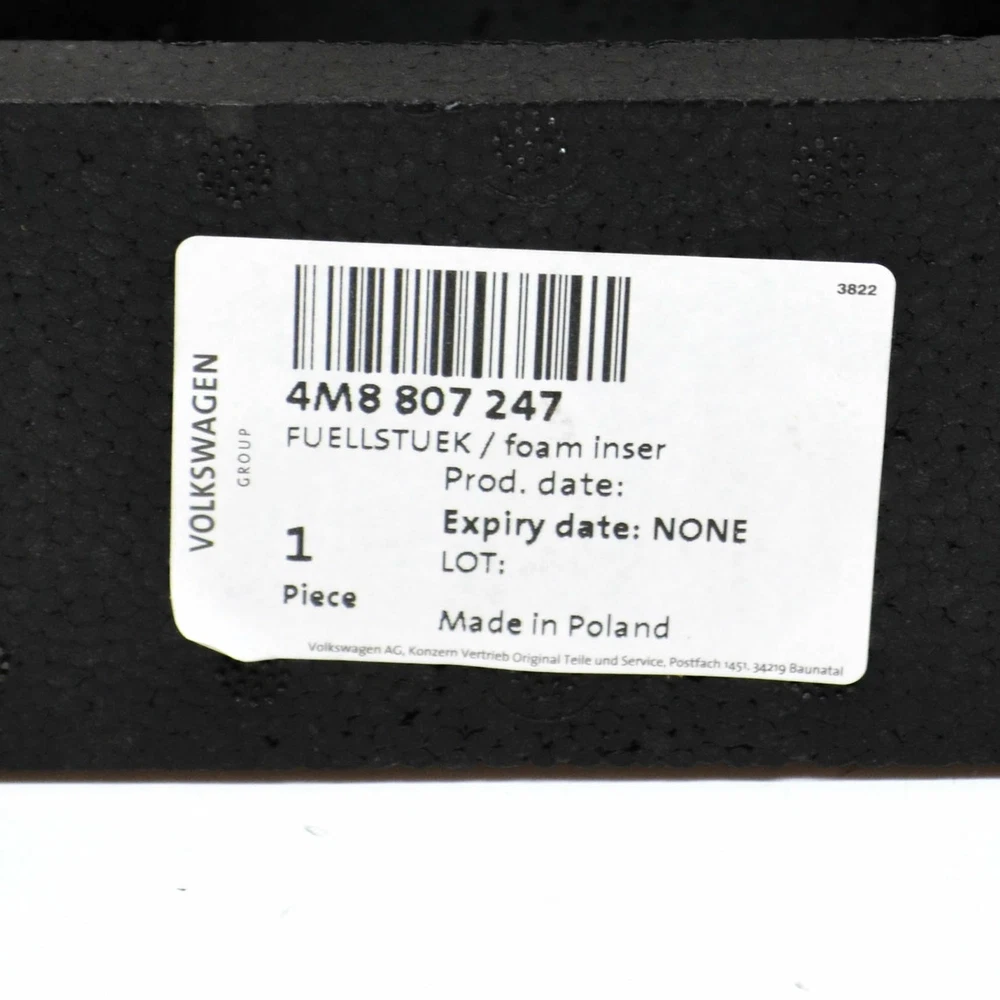 3822
VOLKSWAGEN
GROUP
4M8 807 247
FUELLSTUEK / foam inser
Prod. date:
Expiry date: NONE
1
LOT:
Piece
Made in Poland
Volkswagen AG, Konzern Vertrieb Original Teile und Service, Postfach 1451, 34219 Baunatal